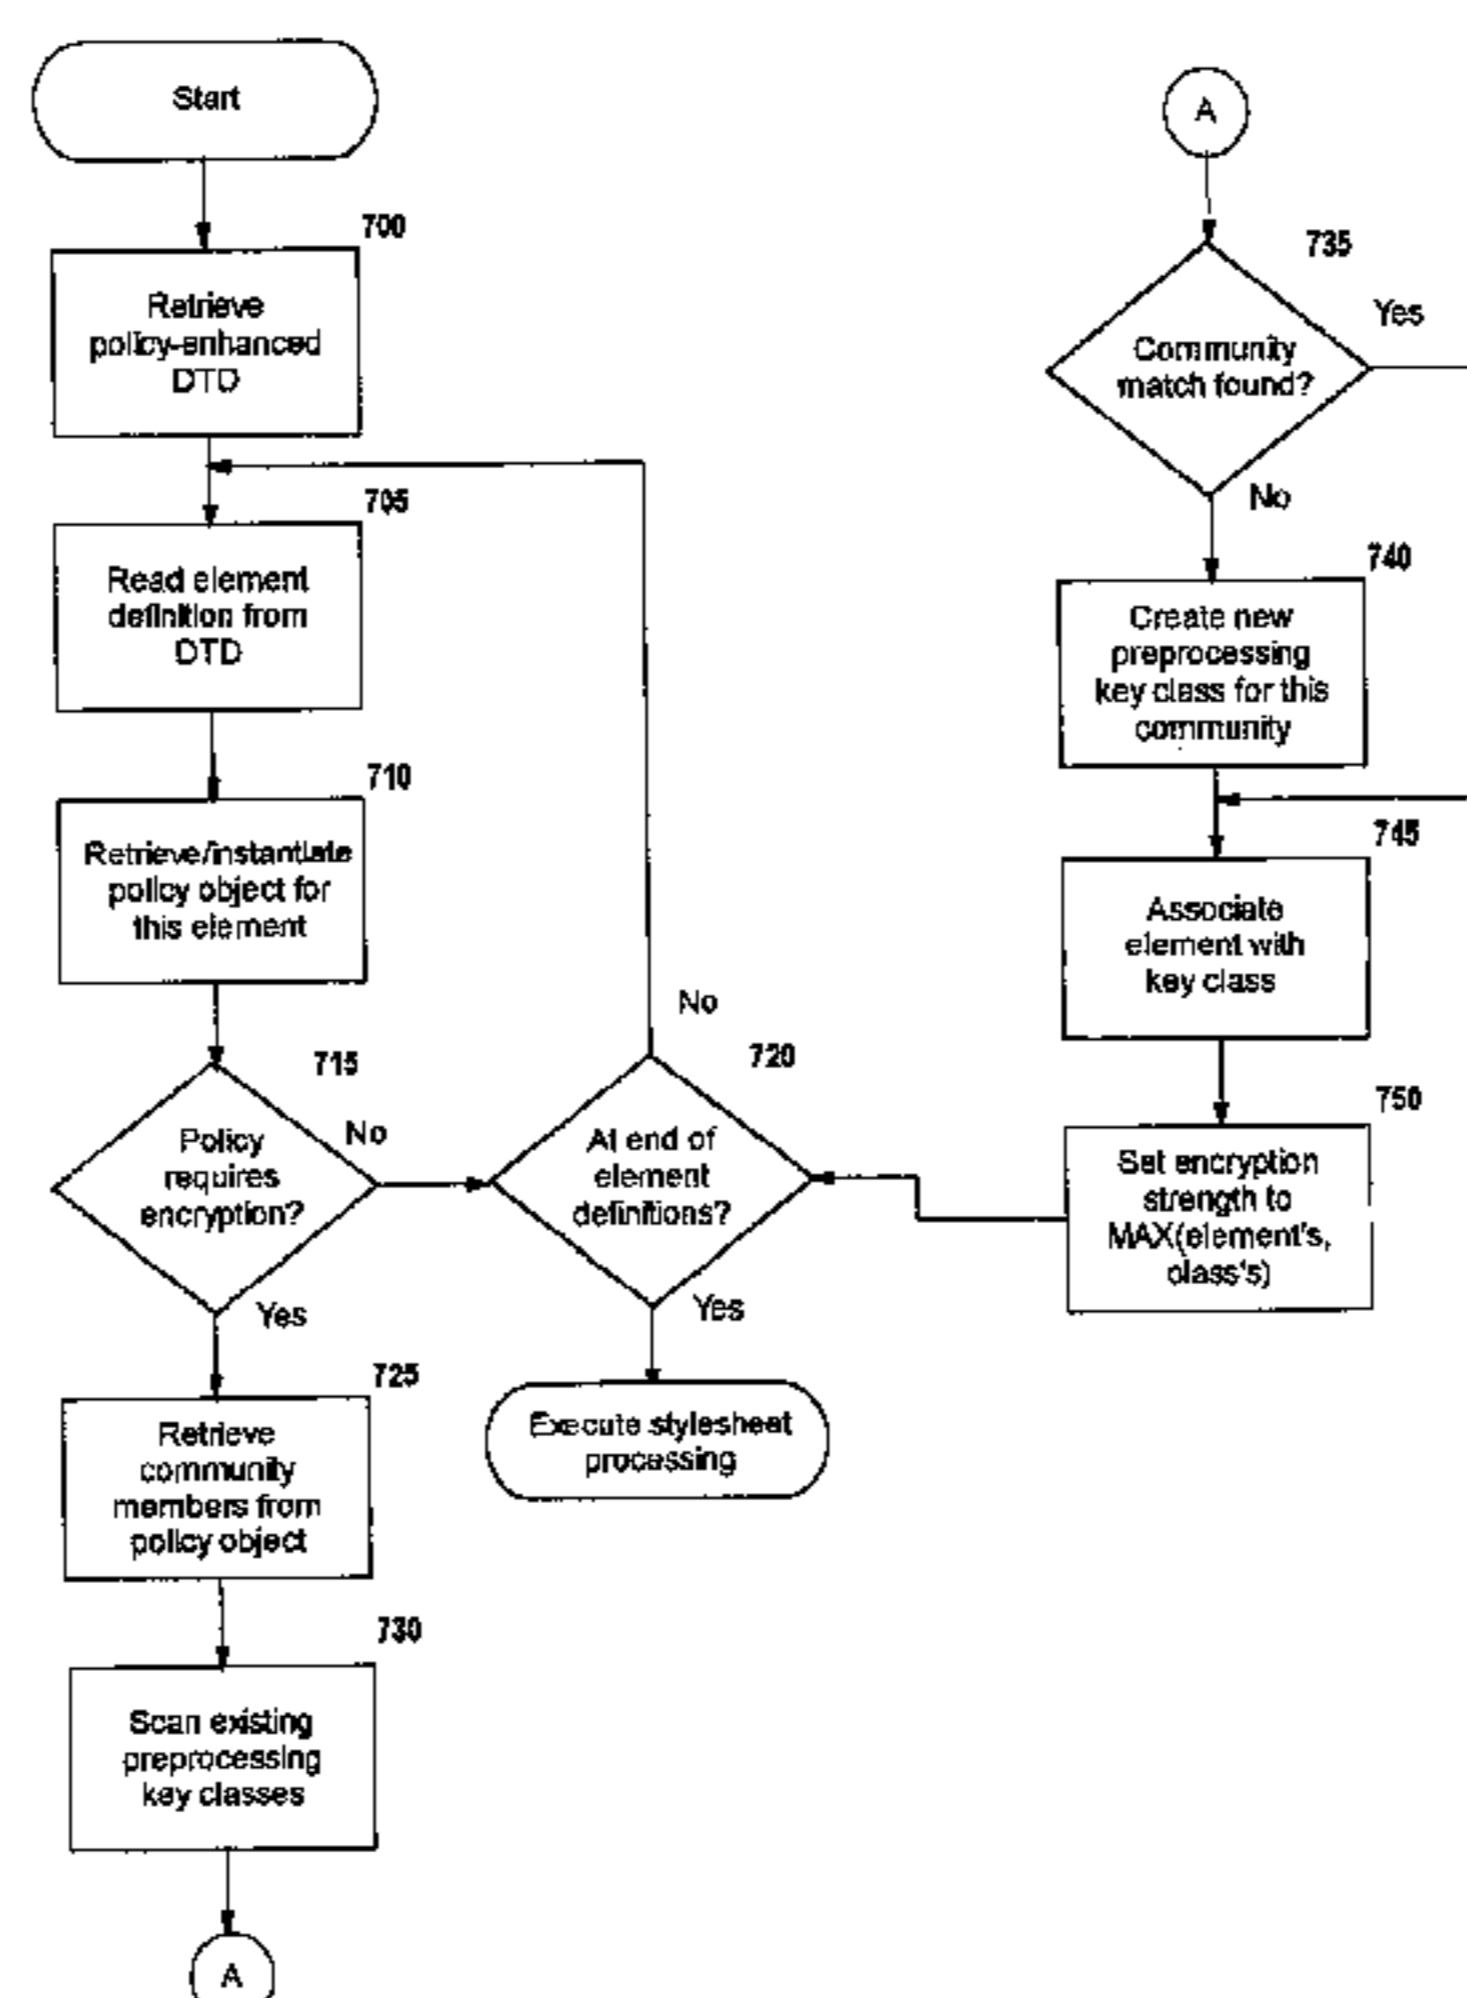 Start
700
Retrieve
policy-enhanced
DTD
705
Read element
definition from
DTD
710
Retrieve/instantiate
policy object for
this element
715
Policy
requires
encryption?
No
Yes
725
Retrieve
community
members from
policy object
730
Scan existing
preprocessing
key classes
A
No
720
At end of
element
definitions?
Yes
Execute stylesheet
processing
A
735
Community
match found?
Yes
No
740
Create new
preprocessing
key class for this
community
745
Associate
element with
key class
750
Set encryption
strength to
MAX(element's,
class's)